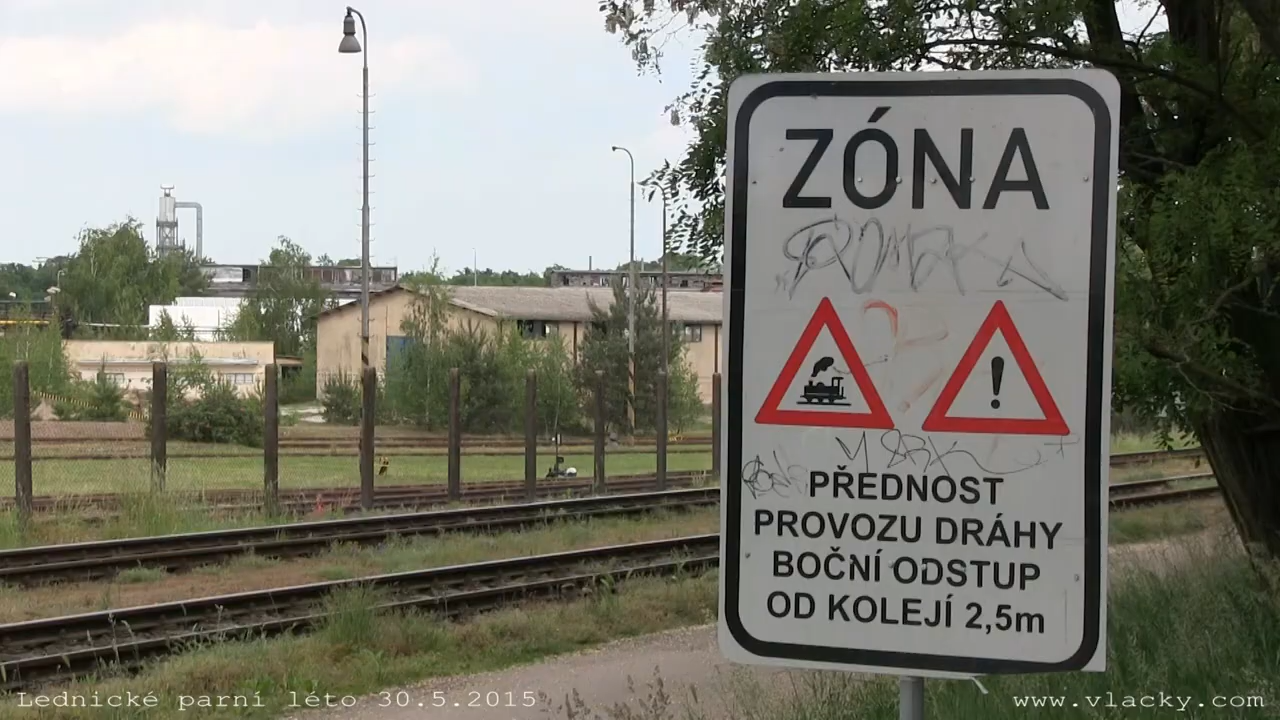 ZÓNA
PŘEDNOST
PROVOZU DRÁHY
BOČNÍ ODSTUP
OD KOLEJÍ 2,5m
Lednické parní léto 30.5.2015
www.vlacky.com